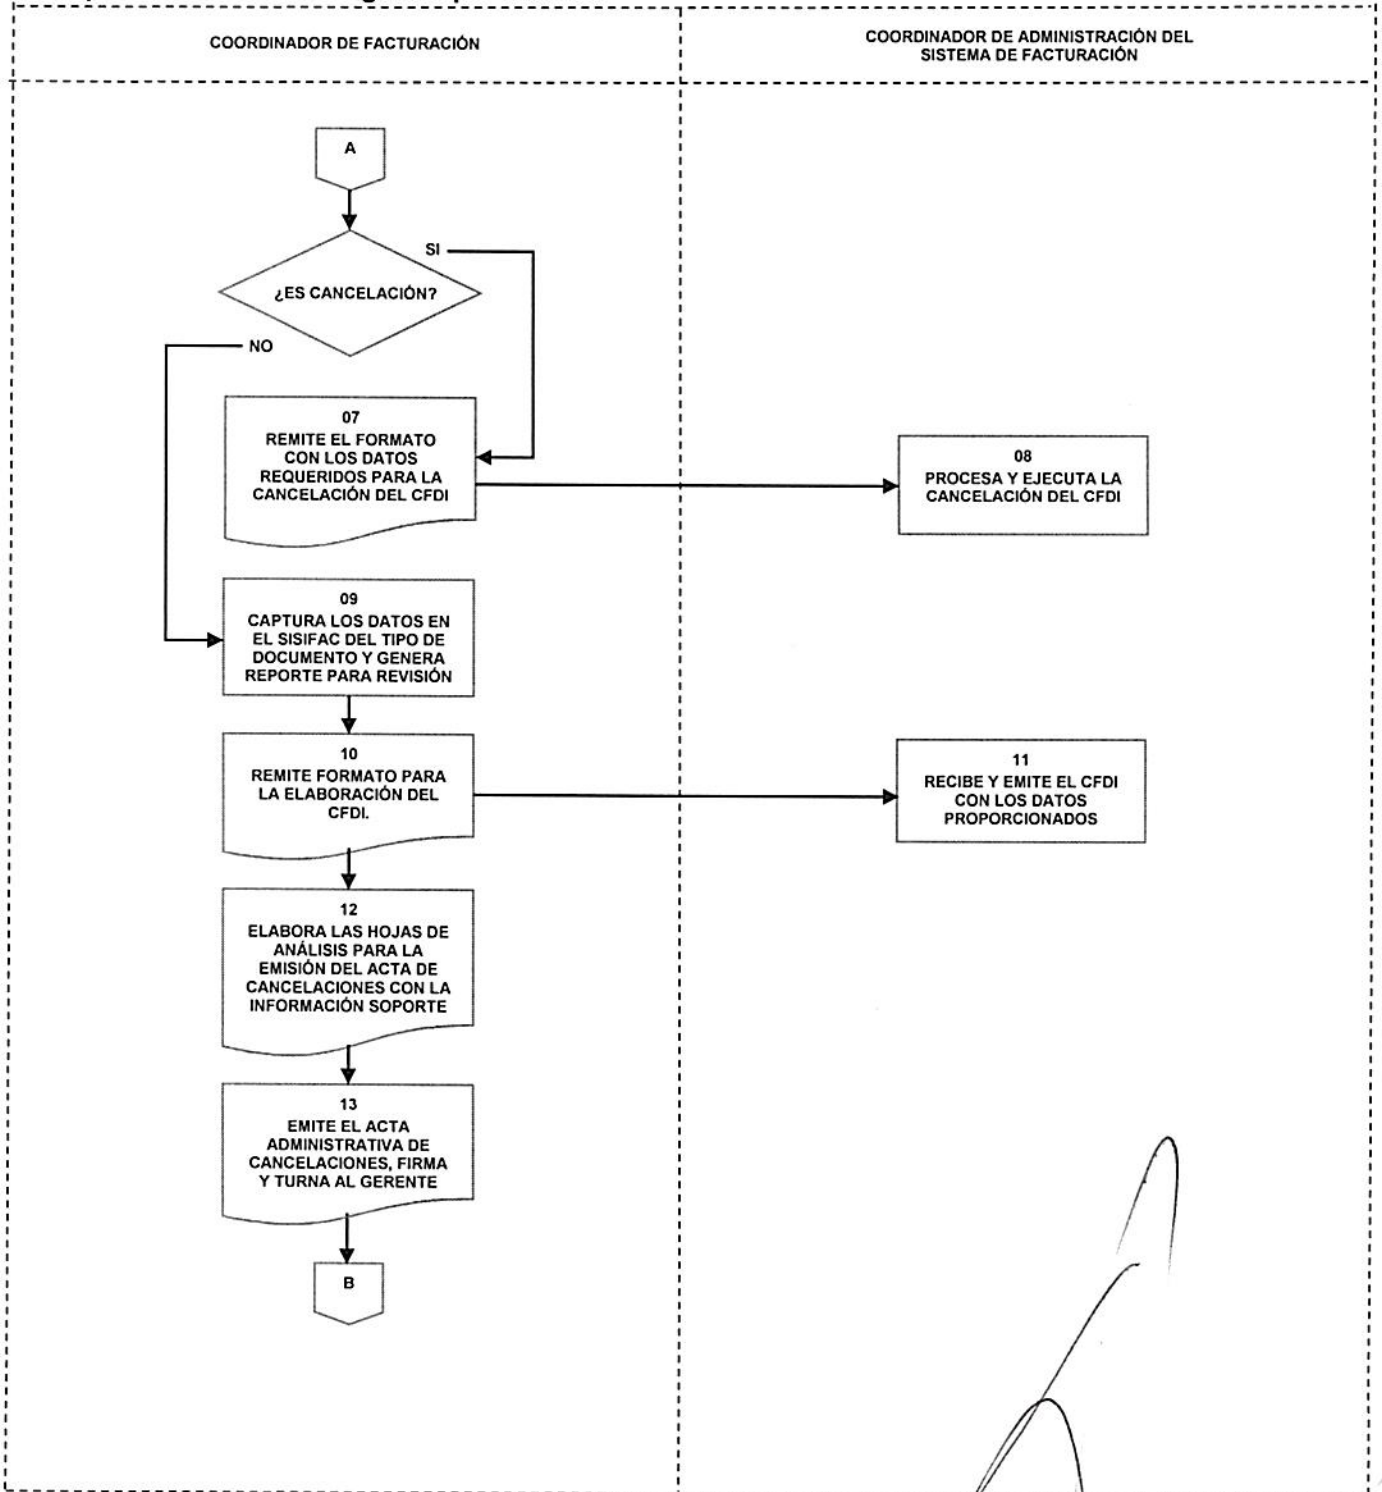 COORDINADOR DE FACTURACIÓN
COORDINADOR DE ADMINISTRACIÓN DEL
SISTEMA DE FACTURACIÓN
A
SI
¿ES CANCELACIÓN?
NO
07
REMITE EL FORMATO
CON LOS DATOS
REQUERIDOS PARA LA
CANCELACIÓN DEL CFDI
08
PROCESA Y EJECUTA LA
CANCELACIÓN DEL CFDI
09
CAPTURA LOS DATOS EN
EL SISIFAC DEL TIPO DE
DOCUMENTO Y GENERA
REPORTE PARA REVISIÓN
10
REMITE FORMATO PARA
LA ELABORACIÓN DEL
CFDI.
11
RECIBE Y EMITE EL CFDI
CON LOS DATOS
PROPORCIONADOS
12
ELABORA LAS HOJAS DE
ANÁLISIS PARA LA
EMISIÓN DEL ACTA DE
CANCELACIONES CON LA
INFORMACIÓN SOPORTE
13
EMITE EL ACTA
ADMINISTRATIVA DE
CANCELACIONES, FIRMA
Y TURNA AL GERENTE
B